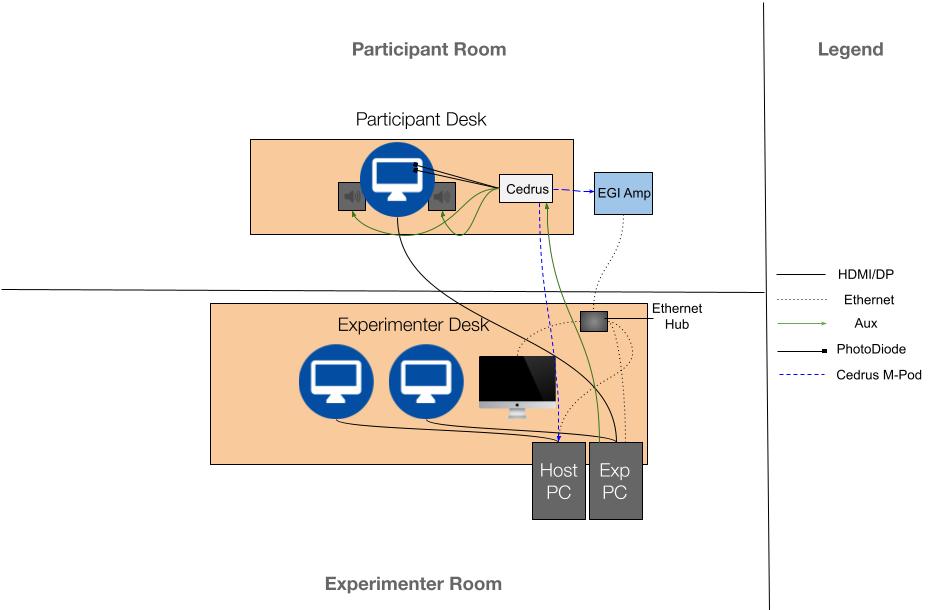 Participant Room
Legend
Participant Desk
Cedrus
EGI Amp
HDMI/DP
Ethernet
Aux
PhotoDiode
Cedrus M-Pod
Ethernet
Hub
Experimenter Desk
Host
PC
Exp
PC
Experimenter Room